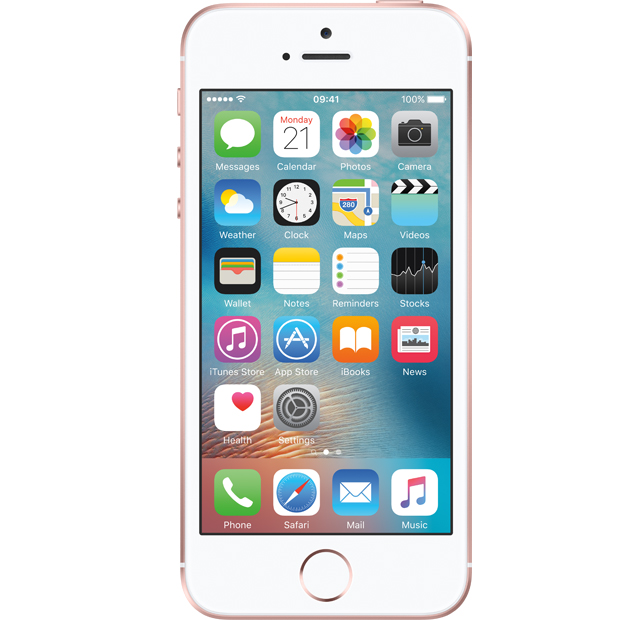 09:41 100%
Monday
21
Messages Calendar Photos Camera
280
Weather Clock Maps Videos
Wallet Notes Reminders Stocks
iTunes Store App Store iBooks News
Health Settings
Phone Safari Mail Music